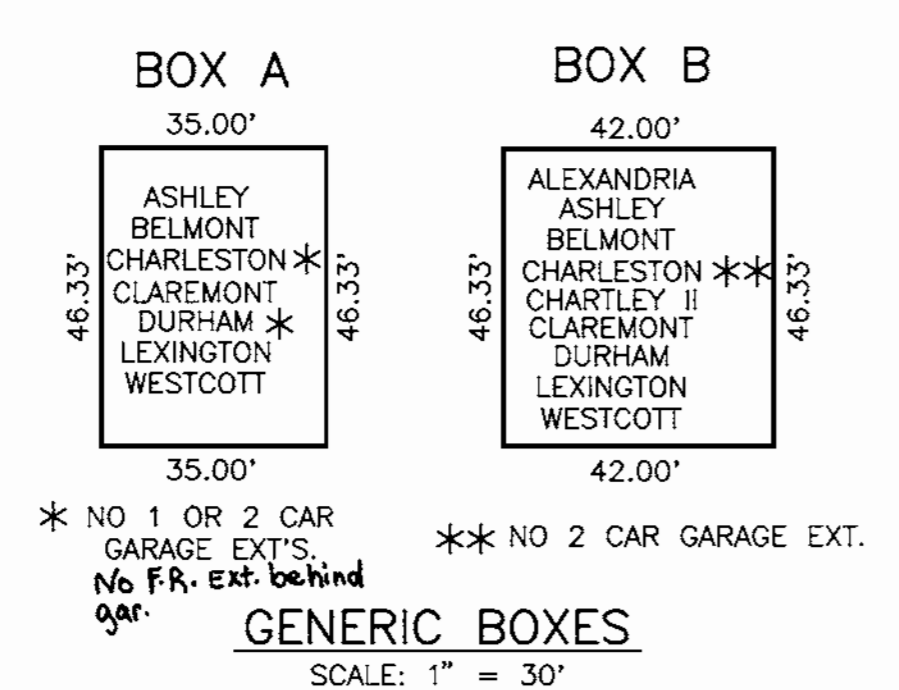 BOX A
35.00'
46.33'
ASHLEY
BELMONT
CHARLESTON *
CLAREMONT
DURHAM *
LEXINGTON
WESTCOTT
46.33'
35.00'
* NO 1 OR 2 CAR
GARAGE EXT'S.
No F.R. Ext. behind
gar.
BOX B
42.00'
46.33'
ALEXANDRIA
ASHLEY
BELMONT
CHARLESTON **
CHARTLEY II
CLAREMONT
DURHAM
LEXINGTON
WESTCOTT
46.33'
42.00'
** NO 2 CAR GARAGE EXT.
GENERIC BOXES
SCALE: 1" = 30'